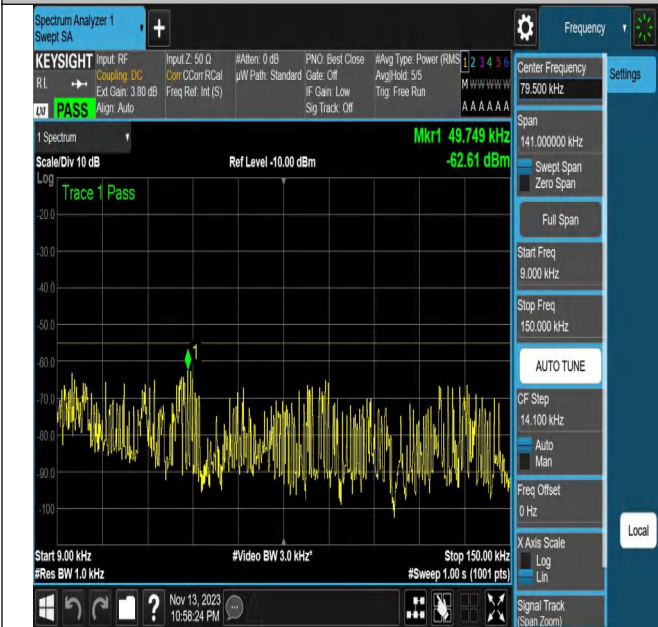 Spectrum Analyzer 1
Swept SA
+
Frequency
KEYSIGHT
RL
LXI PASS
Input: RF
Coupling: DC
Ext Gain: 3.80 dB
Align: Auto
Input Z: 50 Ω
Corr CCorr RCal
Freq Ref: Int (S)
#Atten: 0 dB
µW Path: Standard
PNO: Best Close
Gate: Off
IF Gain: Low
Sig Track: Off
#Avg Type: Power (RMS
Avg|Hold: 5/5
Trig: Free Run
1 2 3 4 5 6
M W W W W W
A A A A A A
1 Spectrum
Scale/Div 10 dB
Ref Level -10.00 dBm
Mkr1 49.749 kHz
-62.61 dBm
Log
Trace 1 Pass
-20.0
-30.0
-40.0
-50.0
-60.0
-70.0
-80.0
-90.0
-100
1
Start 9.00 kHz
#Video BW 3.0 kHz*
Stop 150.00 kHz
#Res BW 1.0 kHz
#Sweep 1.00 s (1001 pts)
?
Nov 13, 2023
10:58:24 PM
Center Frequency
79.500 kHz
Settings
Span
141.000000 kHz
Swept Span
Zero Span
Full Span
Start Freq
9.000 kHz
Stop Freq
150.000 kHz
AUTO TUNE
CF Step
14.100 kHz
Auto
Man
Freq Offset
0 Hz
X Axis Scale
Log
Lin
Local
Signal Track
(Span Zoom)